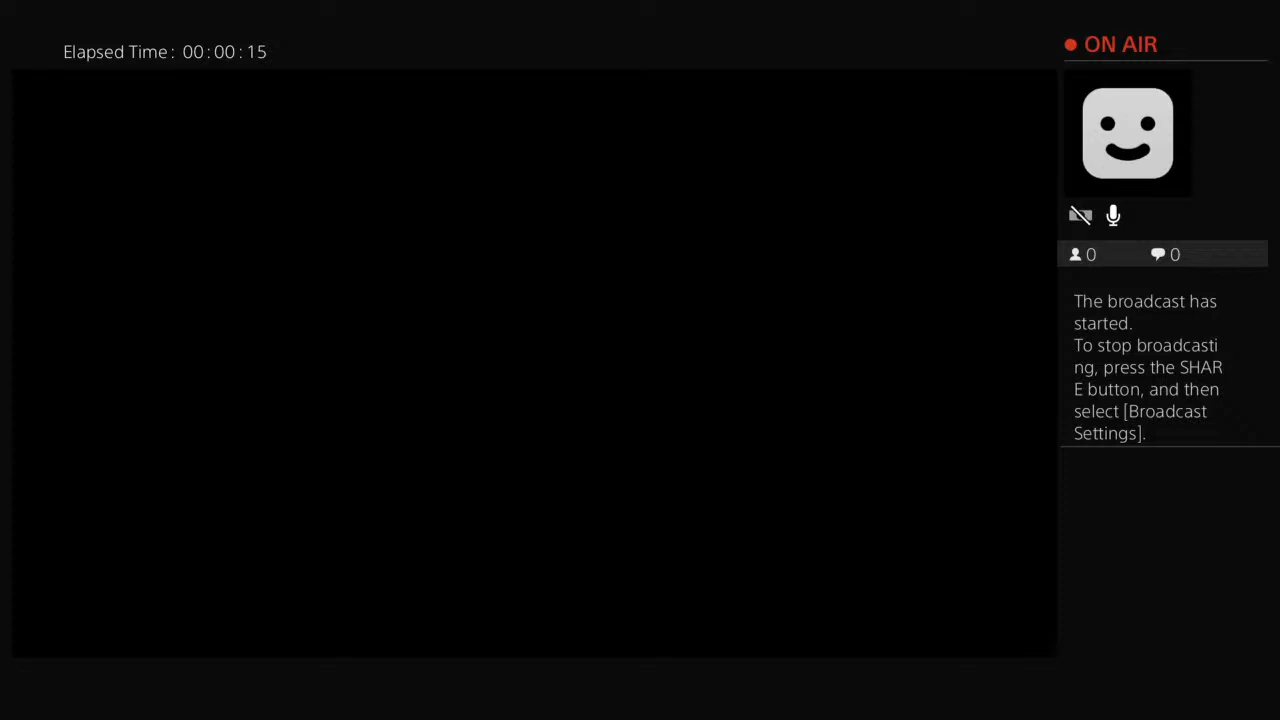 Elapsed Time: 00:00:15
ON AIR
0 0
The broadcast has
started.
To stop broadcasti
ng, press the SHAR
E button, and then
select [Broadcast
Settings].